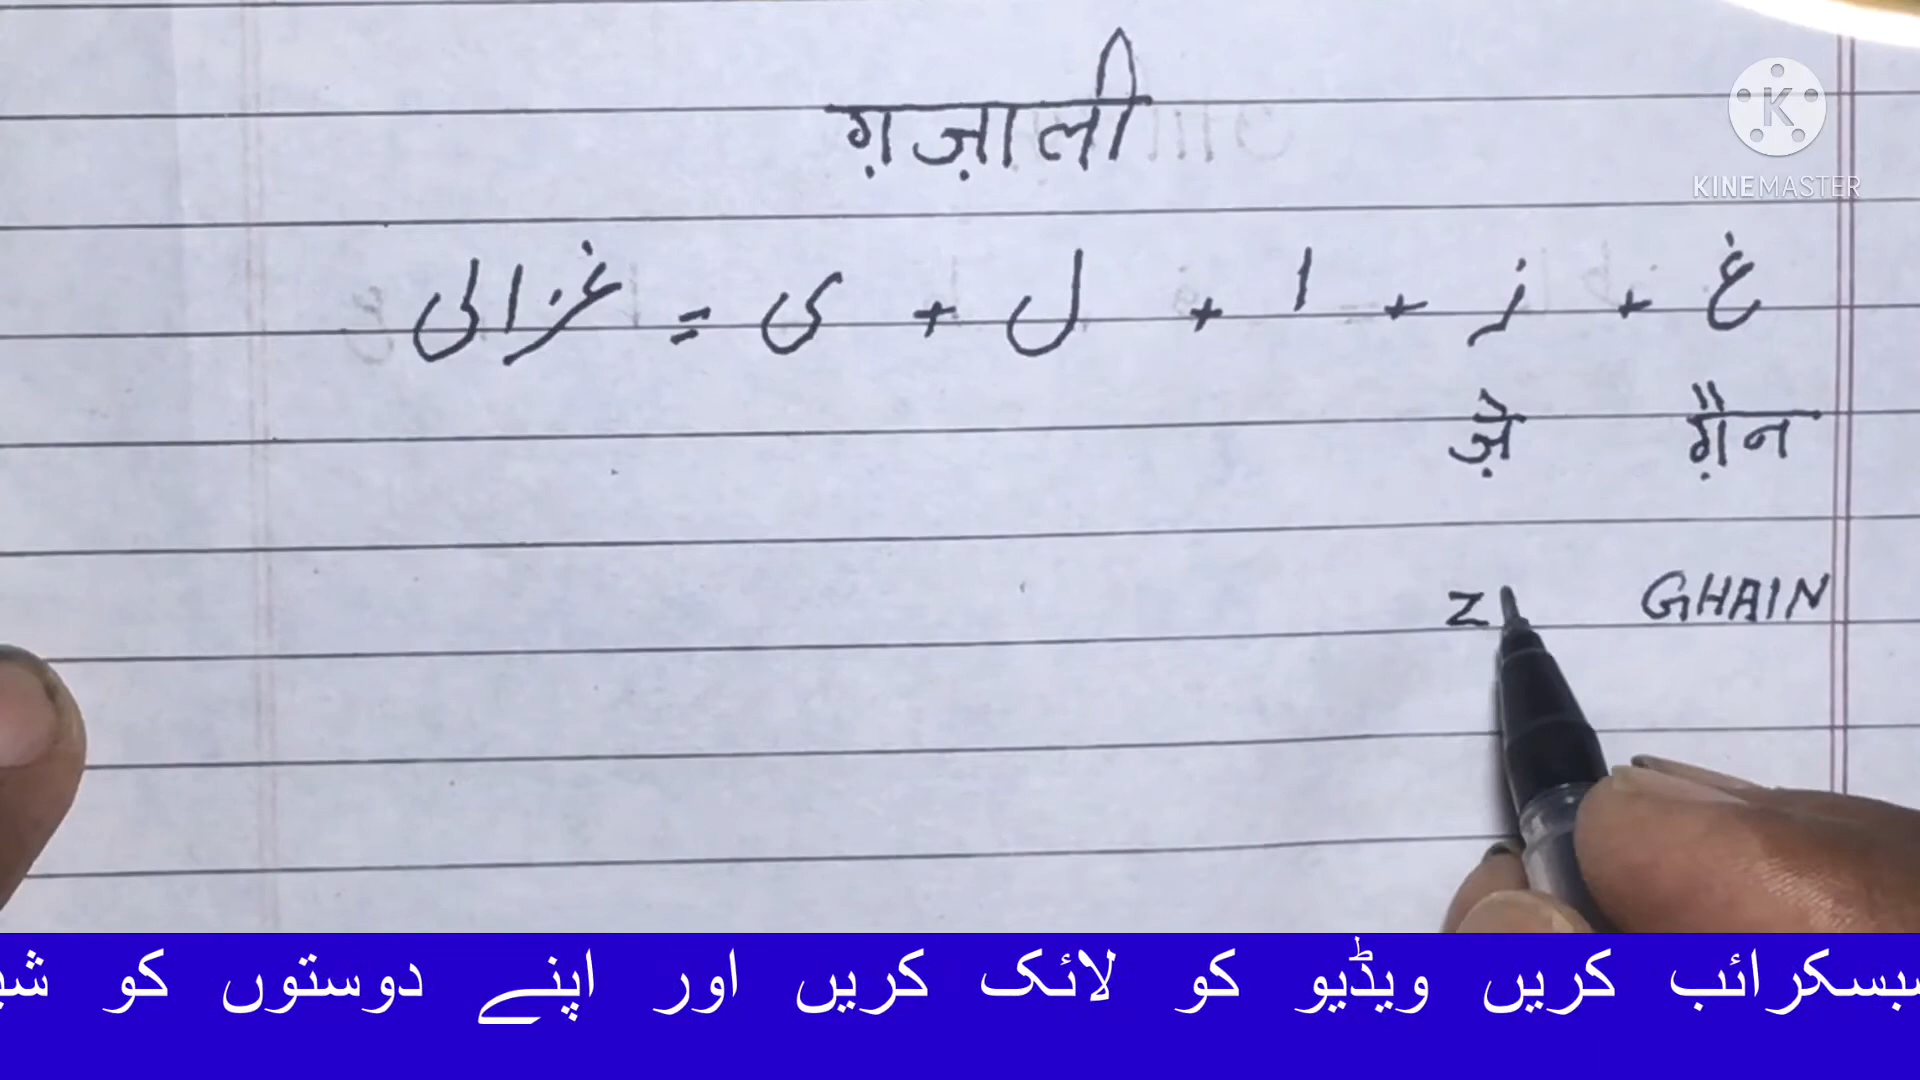 ग़ज़ाली
KINEMASTER
غ + ز + ا + ل + ی = غزالی
ज़े ग़ैन
Z GHAIN
سبسکرائب کریں ویڈیو کو لائک کریں اور اپنے دوستوں کو